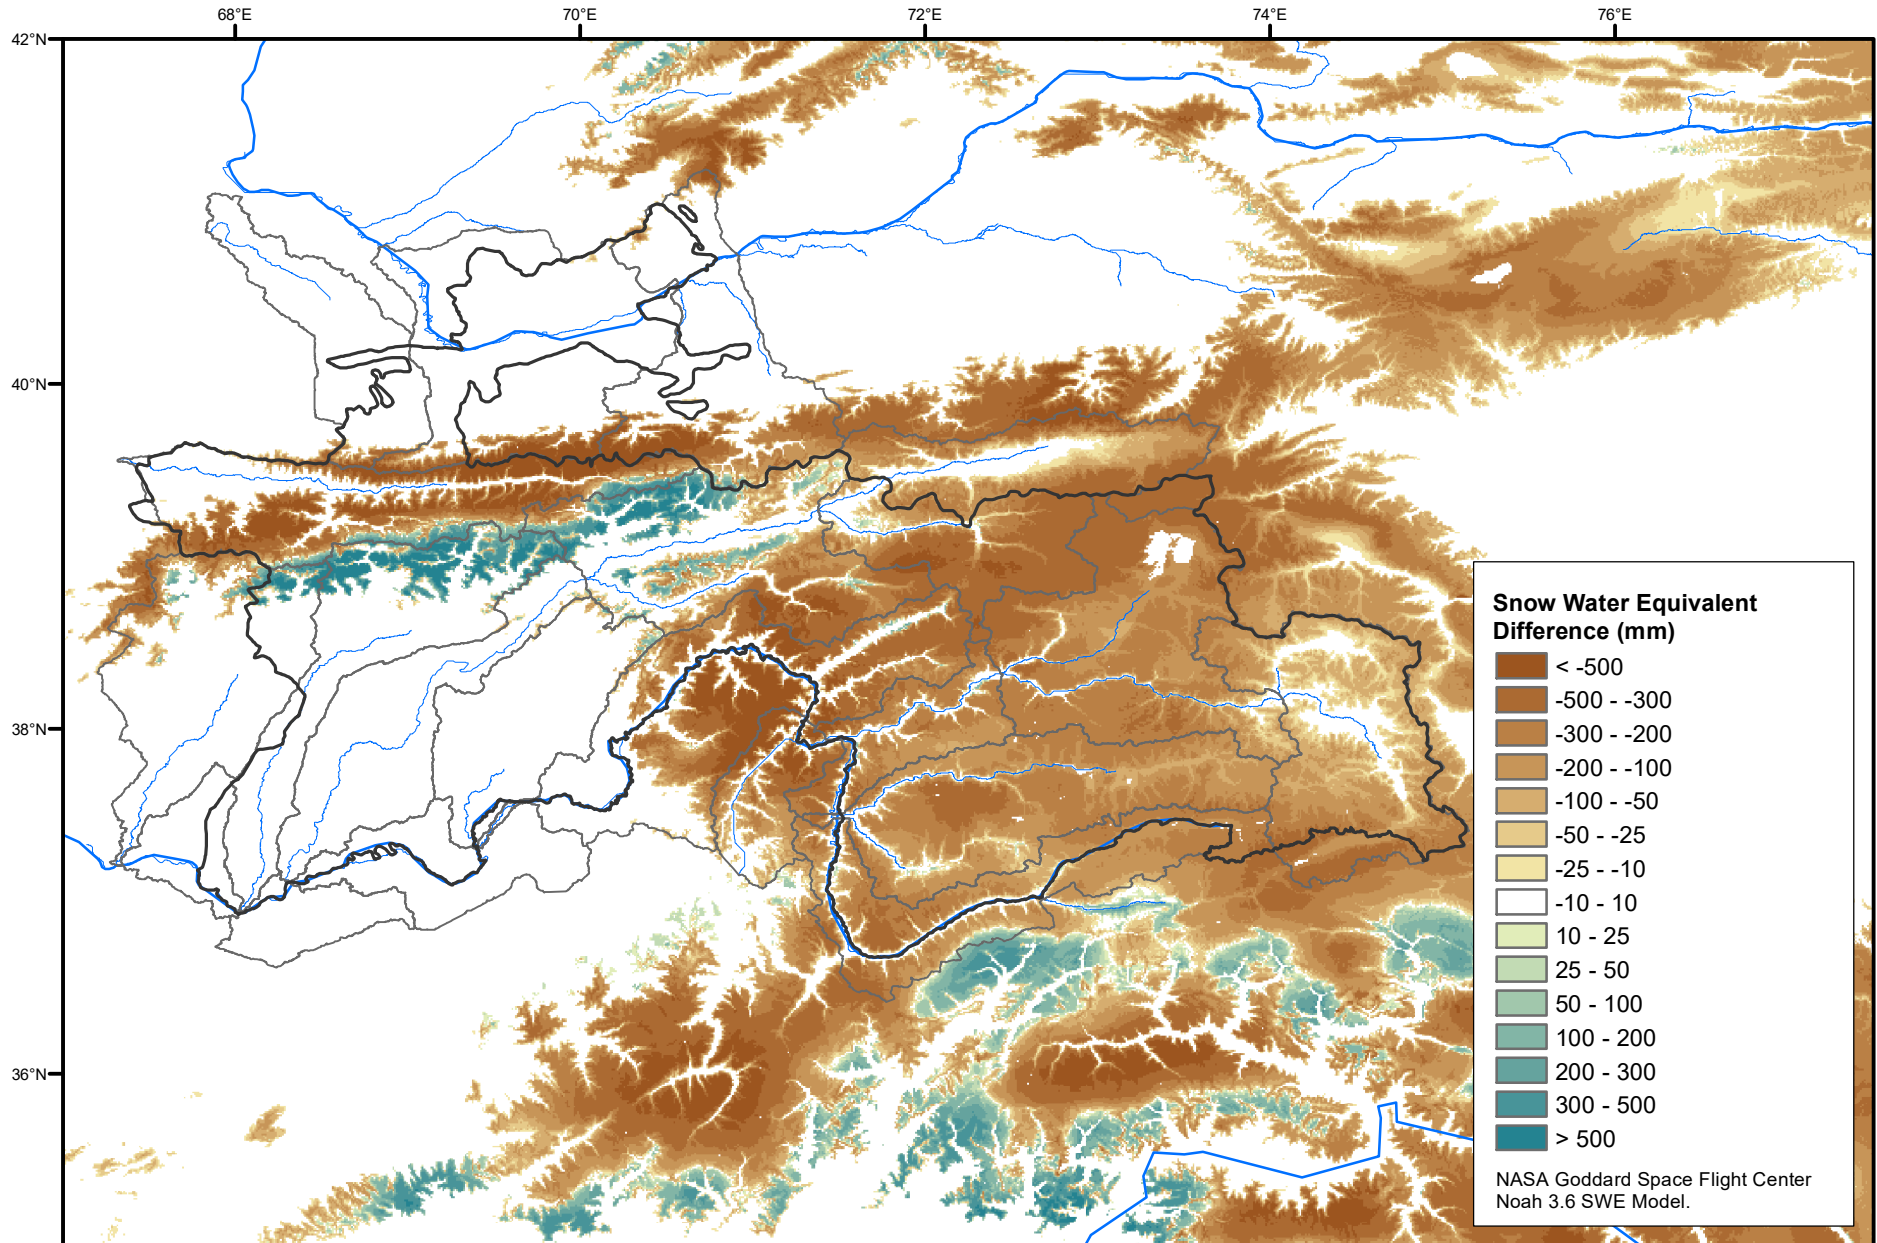 68°E
70°E
72°E
74°E
76°E
42°N
40°N
38°N
36°N
Snow Water Equivalent
Difference (mm)
< -500
-500 - -300
-300 - -200
-200 - -100
-100 - -50
-50 - -25
-25 - -10
-10 - 10
10 - 25
25 - 50
50 - 100
100 - 200
200 - 300
300 - 500
> 500
NASA Goddard Space Flight Center
Noah 3.6 SWE Model.